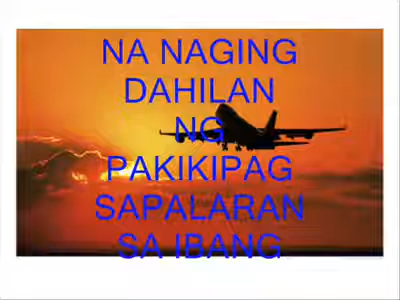 NA NAGING
DAHILAN
NG
PAKIKIPAG
SAPALARAN
SA IBANG